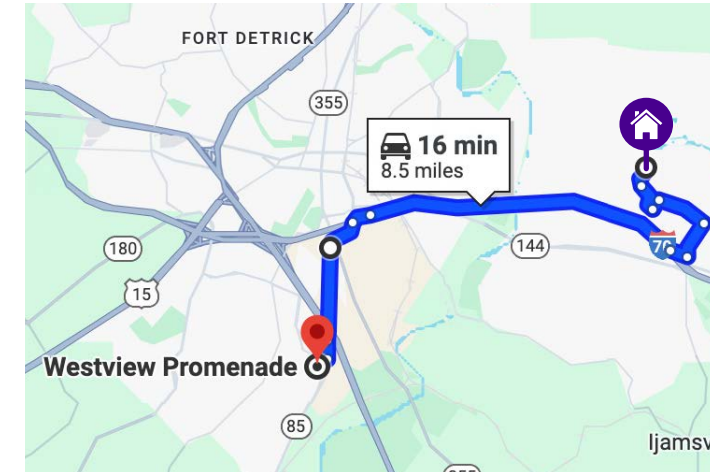 FORT DETRICK
355
16 min
8.5 miles
180
144
70
15
Westview Promenade
85
Ijamsv